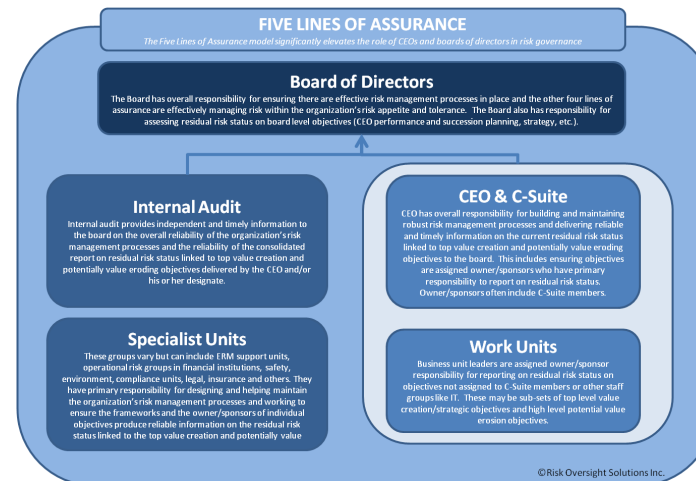 FIVE LINES OF ASSURANCE
The Five Lines of Assurance model significantly elevates the role of CEOs and boards of directors in risk governance
Board of Directors
The Board has overall responsibility for ensuring there are effective risk management processes in place and the other four lines of
assurance are effectively managing risk within the organization's risk appetite and tolerance. The Board also has responsibility for
assessing residual risk status on board level objectives (CEO performance and succession planning, strategy, etc.).
Internal Audit
Internal audit provides independent and timely information to
the board on the overall reliability of the organization's risk
management processes and the reliability of the consolidated
report on residual risk status linked to top value creation and
potentially value eroding objectives delivered by the CEO and/or
his or her designate.
CEO & C-Suite
CEO has overall responsibility for building and maintaining
robust risk management processes and delivering reliable
and timely information on the current residual risk status
linked to top value creation and potentially value eroding
objectives to the board. This includes ensuring objectives
are assigned owner/sponsors who have primary
responsibility to report on residual risk status.
Owner/sponsors often include C-Suite members.
Specialist Units
These groups vary but can include ERM support units,
operational risk groups in financial institutions, safety,
environment, compliance units, legal, insurance and others. They
have primary responsibility for designing and helping maintain
the organization's risk management processes and working to
ensure the frameworks and the owner/sponsors of individual
objectives produce reliable information on the residual risk
status linked to the top value creation and potentially value
Work Units
Business unit leaders are assigned owner/sponsor
responsibility for reporting on residual risk status on
objectives not assigned to C-Suite members or other staff
groups like IT. These may be sub-sets of top level value
creation/strategic objectives and high level potential value
erosion objectives.
©Risk Oversight Solutions Inc.